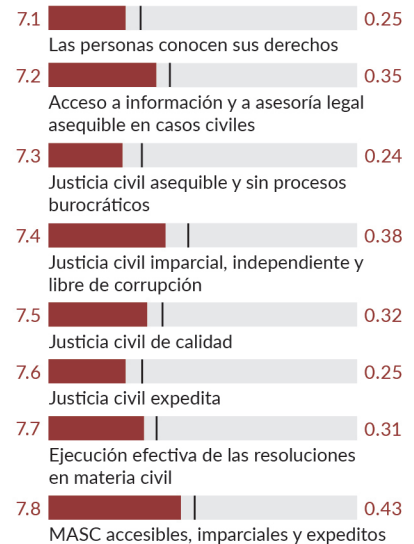 7.1 0.25
Las personas conocen sus derechos
7.2 0.35
Acceso a información y a asesoría legal
asequible en casos civiles
7.3 0.24
Justicia civil asequible y sin procesos
burocráticos
7.4 0.38
Justicia civil imparcial, independiente y
libre de corrupción
7.5 0.32
Justicia civil de calidad
7.6 0.25
Justicia civil expedita
7.7 0.31
Ejecución efectiva de las resoluciones
en materia civil
7.8 0.43
MASC accesibles, imparciales y expeditos